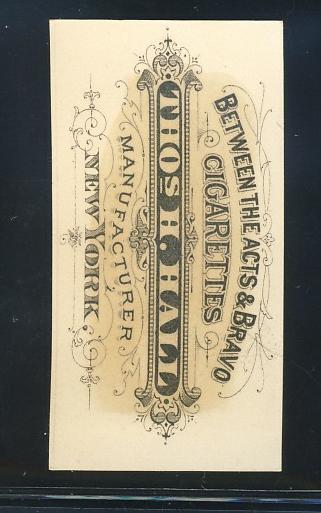 BETWEEN THE ACTS & BRAVO
CIGARETTES
THOS. H. HALL
MANUFACTURER
NEW YORK.